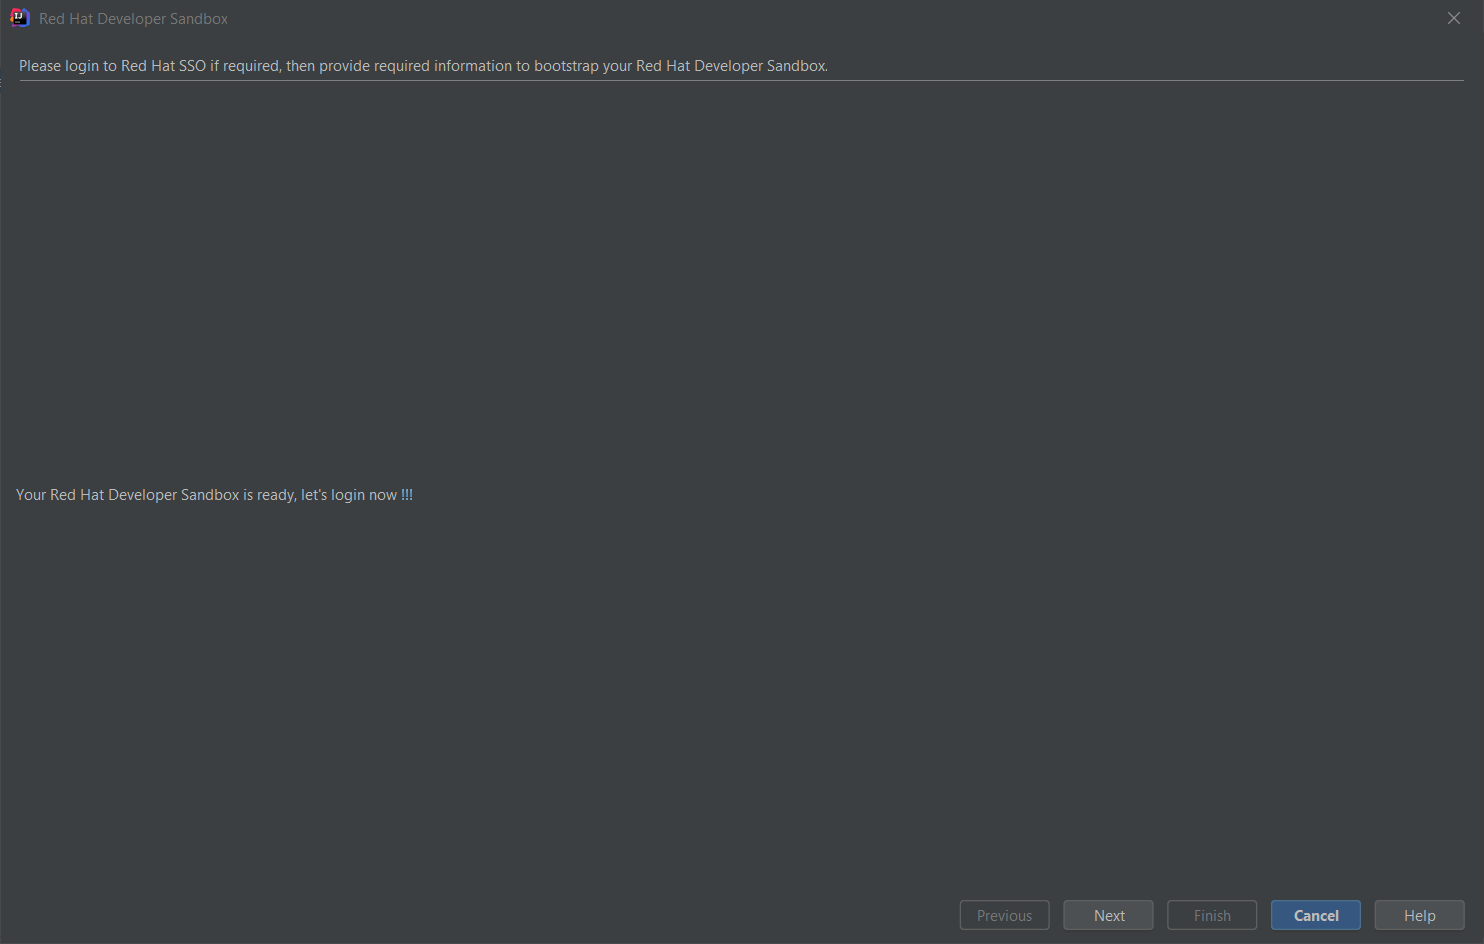 Red Hat Developer Sandbox
Please login to Red Hat SSO if required, then provide required information to bootstrap your Red Hat Developer Sandbox.
Your Red Hat Developer Sandbox is ready, let's login now !!!
Previous Next Finish Cancel Help